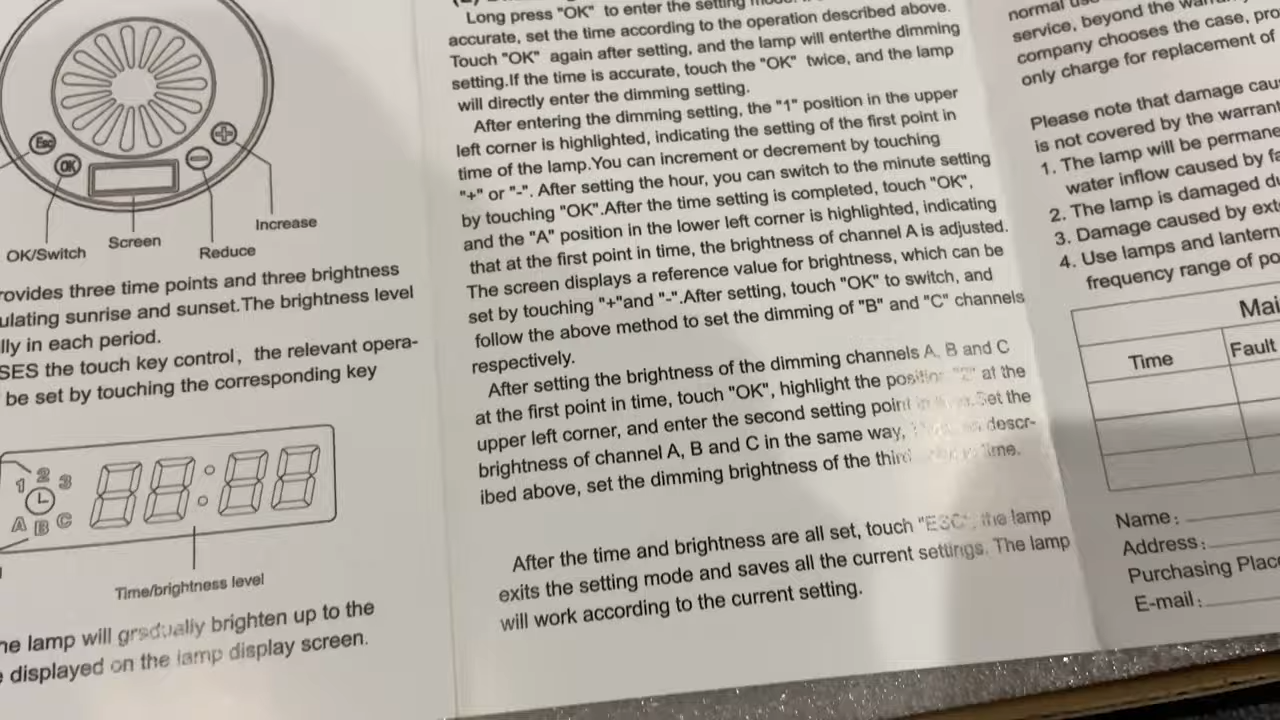 Esc
OK
OK/Switch
Screen
Reduce
Increase
rovides three time points and three brightness
ulating sunrise and sunset.The brightness level
lly in each period.
SES the touch key control, the relevant opera-
be set by touching the corresponding key
1 2 3
A B C
88:88
Time/brightness level
he lamp will gradually brighten up to the
displayed on the lamp display screen.
Long press "OK" to enter the setting
accurate, set the time according to the operation described above.
Touch "OK" again after setting, and the lamp will enterthe dimming
setting.If the time is accurate, touch the "OK" twice, and the lamp
will directly enter the dimming setting.
After entering the dimming setting, the "1" position in the upper
left corner is highlighted, indicating the setting of the first point in
time of the lamp.You can increment or decrement by touching
"+" or "-". After setting the hour, you can switch to the minute setting
by touching "OK".After the time setting is completed, touch "OK",
and the "A" position in the lower left corner is highlighted, indicating
that at the first point in time, the brightness of channel A is adjusted.
The screen displays a reference value for brightness, which can be
set by touching "+"and "-".After setting, touch "OK" to switch, and
follow the above method to set the dimming of "B" and "C" channels
respectively.
After setting the brightness of the dimming channels A, B and C
at the first point in time, touch "OK", highlight the position "2" at the
upper left corner, and enter the second setting point in time.Set the
brightness of channel A, B and C in the same way, descr-
ibed above, set the dimming brightness of the third time.
After the time and brightness are all set, touch "ESC", the lamp
exits the setting mode and saves all the current settings. The lamp
will work according to the current setting.
normal
service, beyond the
company chooses the case,
only charge for replacement of
Please note that damage
is not covered by the
1. The lamp will be
water inflow caused by
2. The lamp is damaged
3. Damage caused by
4. Use lamps and
frequency range of
Time
Fault
Name:
Address:
Purchasing
E-mail: